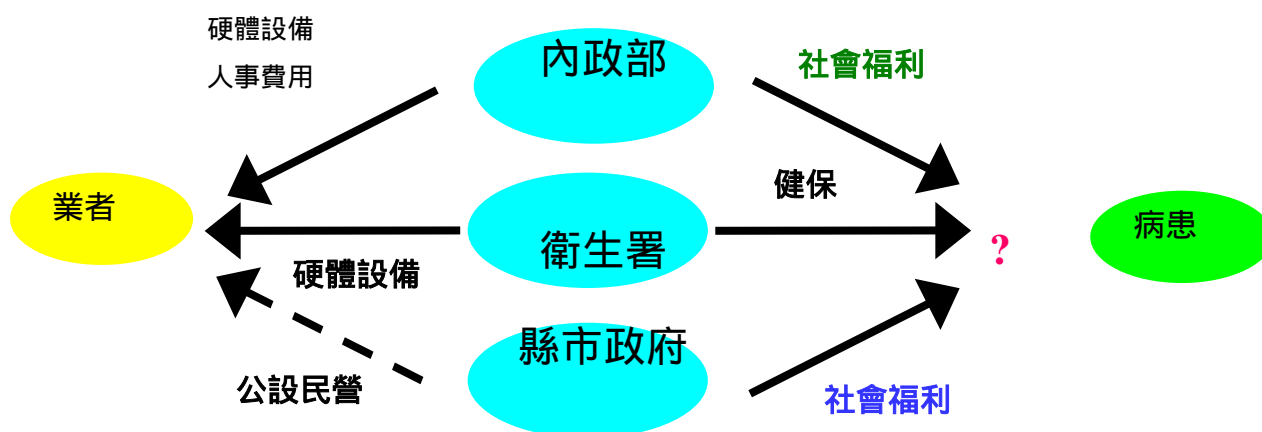 硬體設備
人事費用
內政部
社會福利
業者
健保
衛生署
?
病患
硬體設備
縣市政府
公設民營
社會福利